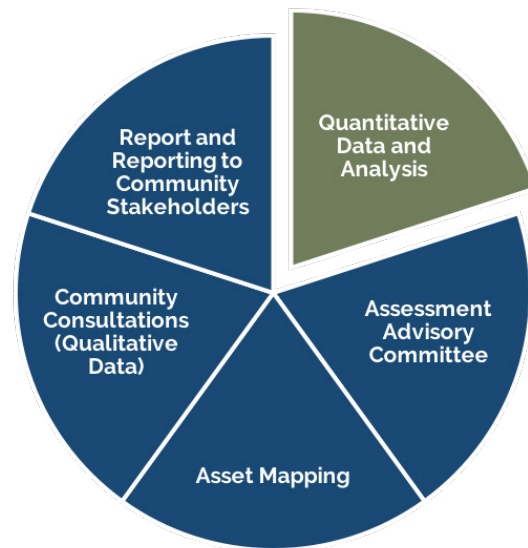 Quantitative
Data and
Analysis
Assessment
Advisory
Committee
Asset Mapping
Community
Consultations
(Qualitative
Data)
Report and
Reporting to
Community
Stakeholders